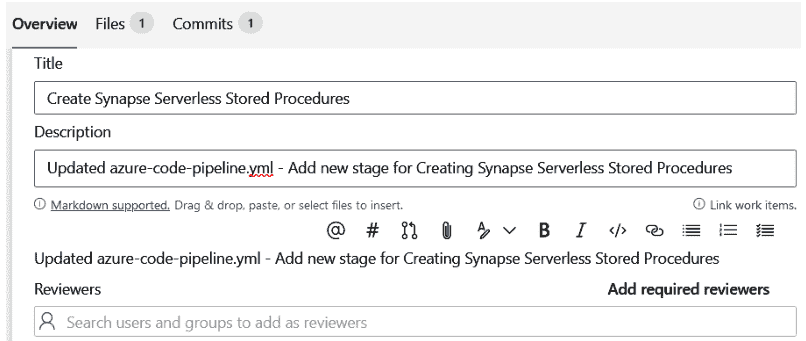 Overview Files 1 Commits 1
Title
Create Synapse Serverless Stored Procedures
Description
Updated azure-code-pipeline.yml - Add new stage for Creating Synapse Serverless Stored Procedures
Markdown supported. Drag & drop, paste, or select files to insert. Link work items.
Updated azure-code-pipeline.yml - Add new stage for Creating Synapse Serverless Stored Procedures
Reviewers Add required reviewers
Search users and groups to add as reviewers